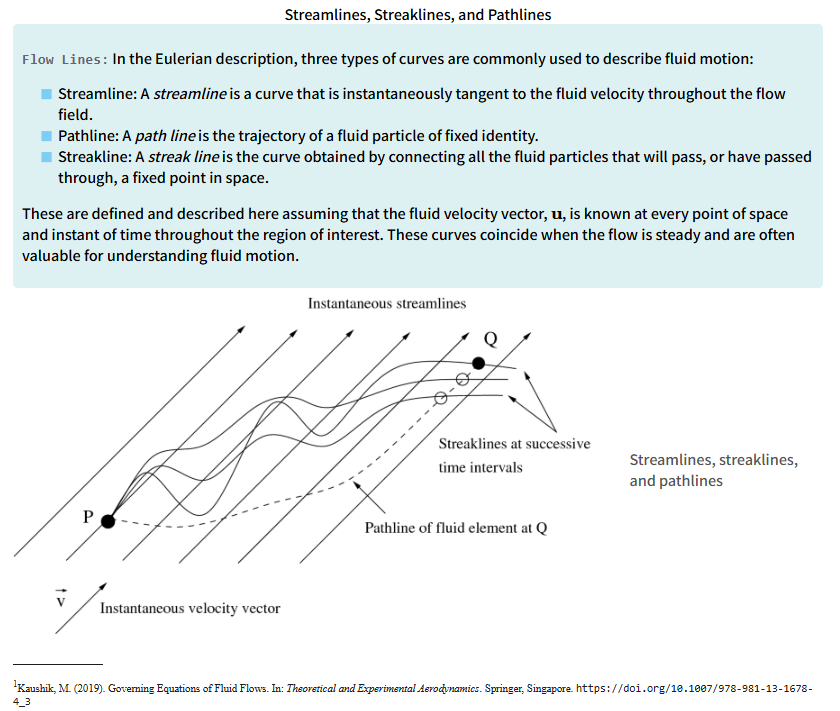 Streamlines, Streaklines, and Pathlines
Flow Lines: In the Eulerian description, three types of curves are commonly used to describe fluid motion:
Streamline: A streamline is a curve that is instantaneously tangent to the fluid velocity throughout the flow
field.
Pathline: A path line is the trajectory of a fluid particle of fixed identity.
Streakline: A streak line is the curve obtained by connecting all the fluid particles that will pass, or have passed
through, a fixed point in space.
These are defined and described here assuming that the fluid velocity vector, u, is known at every point of space
and instant of time throughout the region of interest. These curves coincide when the flow is steady and are often
valuable for understanding fluid motion.
Instantaneous streamlines
Q
Streaklines at successive
time intervals
Streamlines, streaklines,
and pathlines
P
Pathline of fluid element at Q
v
Instantaneous velocity vector
1Kaushik, M. (2019). Governing Equations of Fluid Flows. In: Theoretical and Experimental Aerodynamics. Springer, Singapore. https://doi.org/10.1007/978-981-13-1678-
4_3